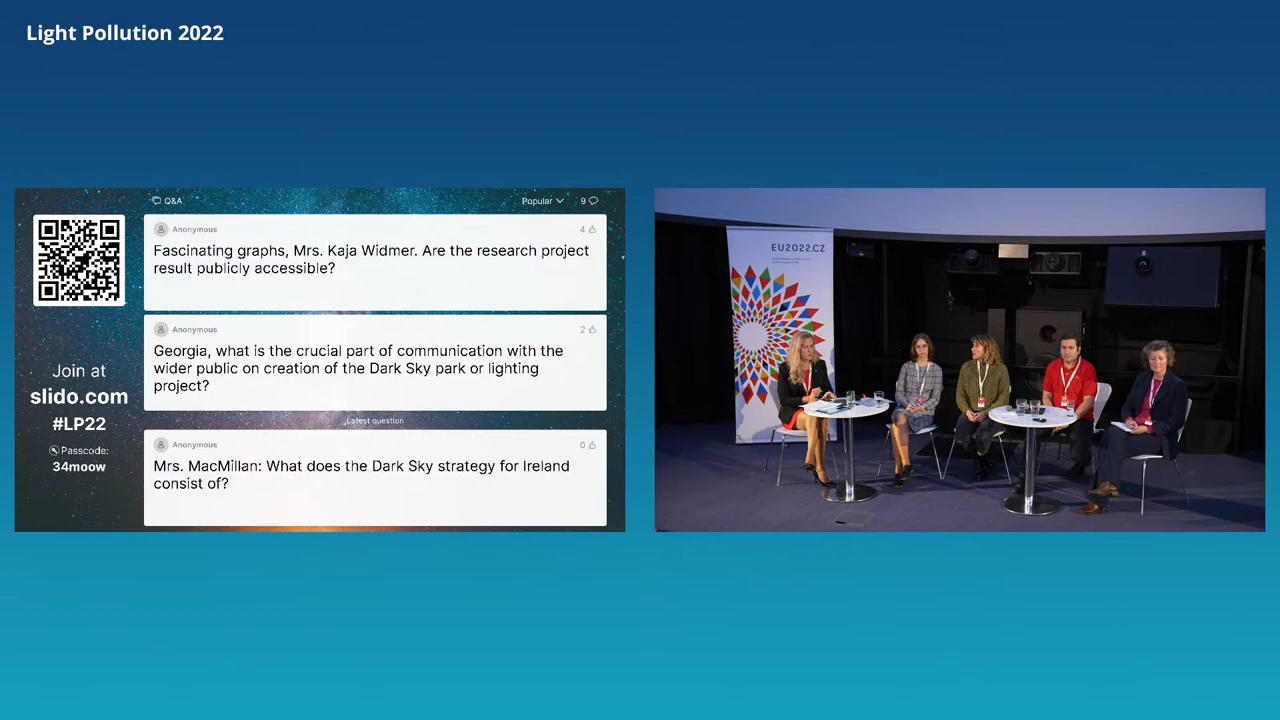 Light Pollution 2022
Q&A
Popular
9
Anonymous
4
Fascinating graphs, Mrs. Kaja Widmer. Are the research project
result publicly accessible?
Anonymous
2
Georgia, what is the crucial part of communication with the
wider public on creation of the Dark Sky park or lighting
project?
Latest question
Anonymous
0
Mrs. MacMillan: What does the Dark Sky strategy for Ireland
consist of?
Join at
slido.com
#LP22
Passcode:
34moow
EU2022.CZ